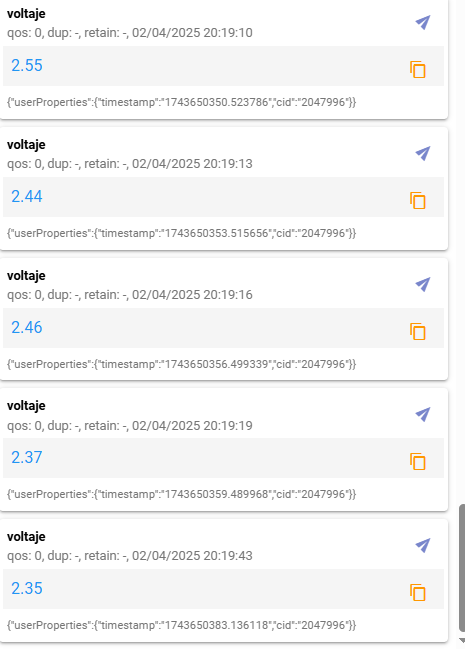 voltaje
qos: 0, dup: -, retain: -, 02/04/2025 20:19:10
2.55
{"userProperties":{"timestamp":"1743650350.523786","cid":"2047996"}}
voltaje
qos: 0, dup: -, retain: -, 02/04/2025 20:19:13
2.44
{"userProperties":{"timestamp":"1743650353.515656","cid":"2047996"}}
voltaje
qos: 0, dup: -, retain: -, 02/04/2025 20:19:16
2.46
{"userProperties":{"timestamp":"1743650356.499339","cid":"2047996"}}
voltaje
qos: 0, dup: -, retain: -, 02/04/2025 20:19:19
2.37
{"userProperties":{"timestamp":"1743650359.489968","cid":"2047996"}}
voltaje
qos: 0, dup: -, retain: -, 02/04/2025 20:19:43
2.35
{"userProperties":{"timestamp":"1743650383.136118","cid":"2047996"}}